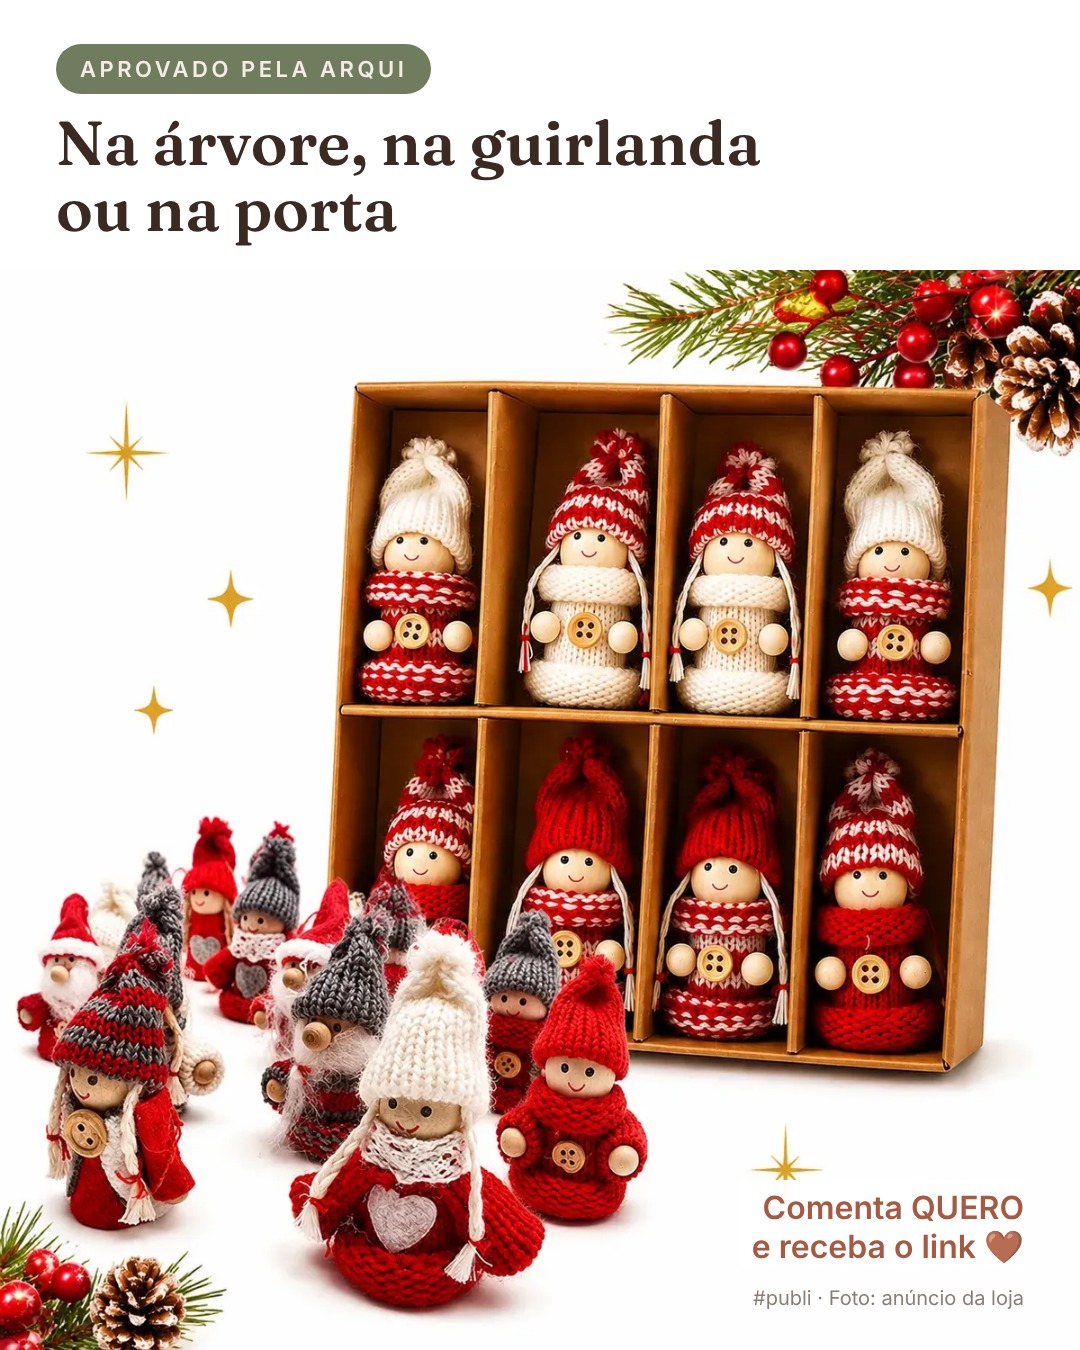 APROVADO PELA ARQUI
Na árvore, na guirlanda
ou na porta
Comenta QUERO
e receba o link 🤎
#publi · Foto: anúncio da loja